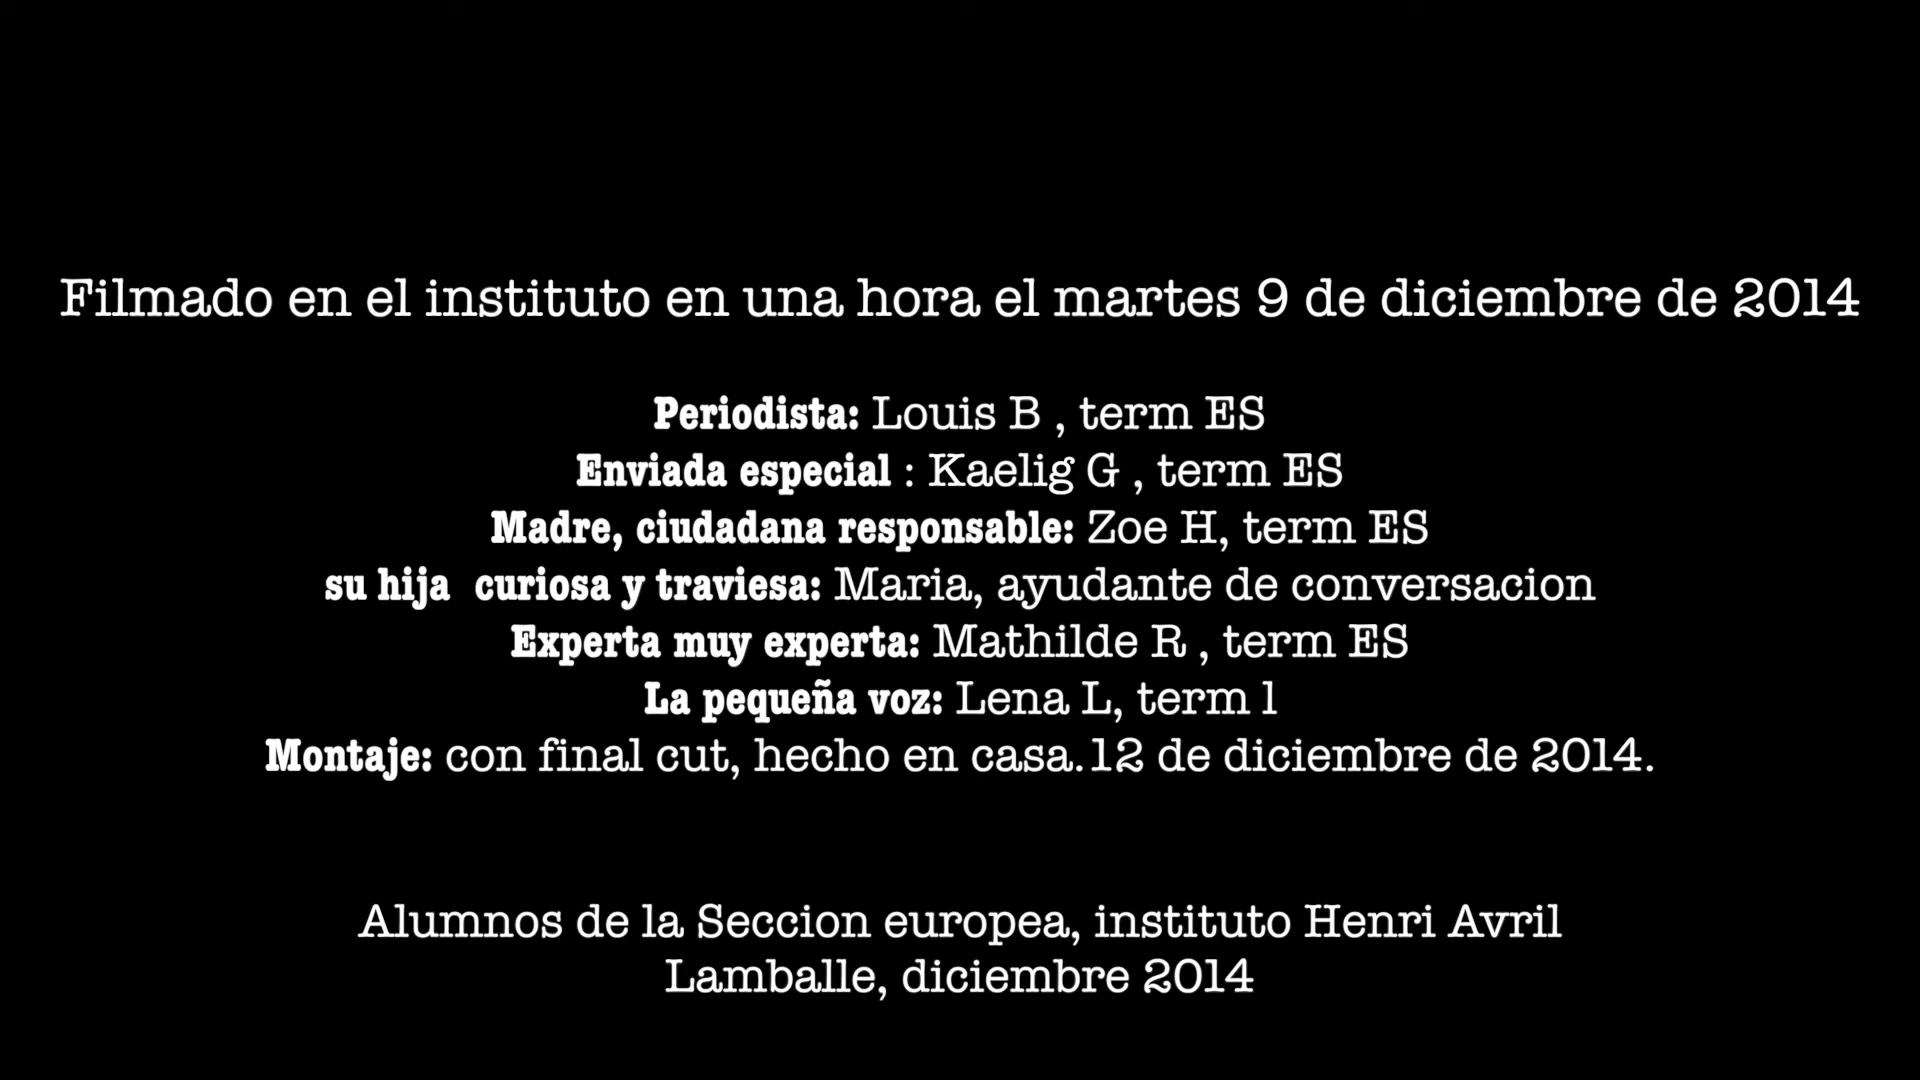 Filmado en el instituto en una hora el martes 9 de diciembre de 2014
Periodista: Louis B , term ES
Enviada especial : Kaelig G , term ES
Madre, ciudadana responsable: Zoe H, term ES
su hija  curiosa y traviesa: Maria, ayudante de conversacion
Experta muy experta: Mathilde R , term ES
La pequeña voz: Lena L, term l
Montaje: con final cut, hecho en casa.12 de diciembre de 2014.
Alumnos de la Seccion europea, instituto Henri Avril
Lamballe, diciembre 2014